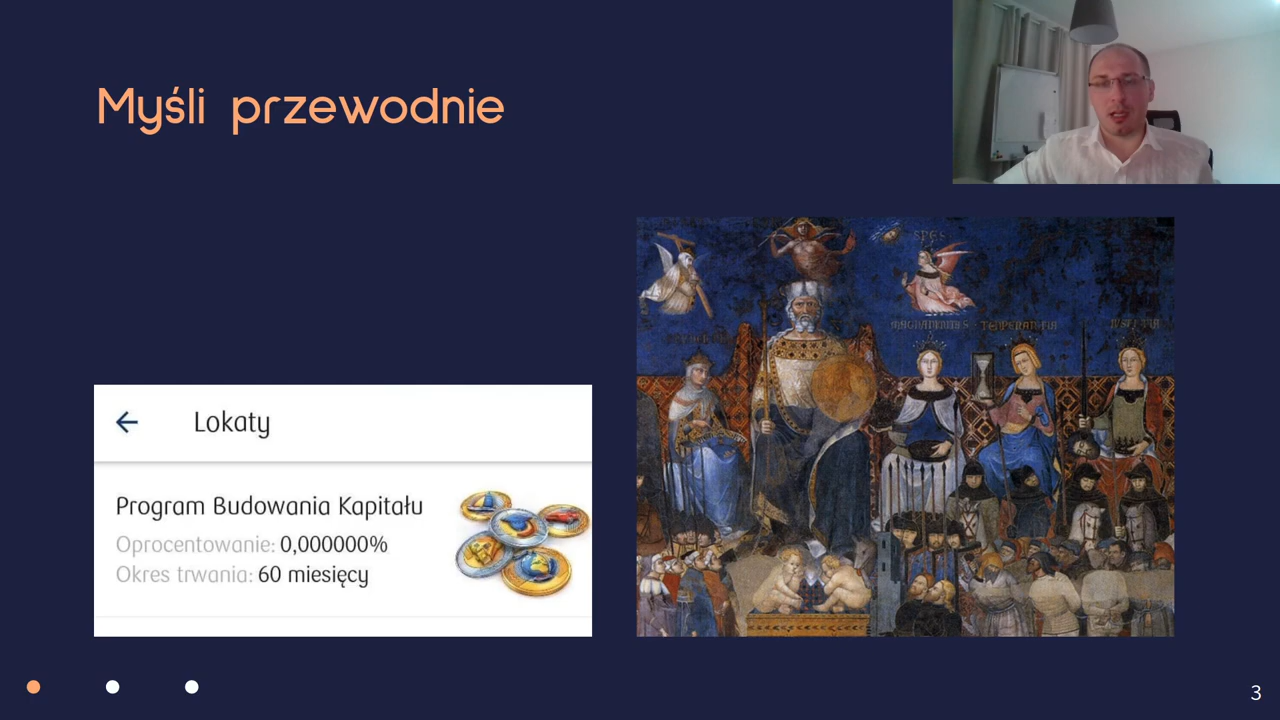 Myśli przewodnie
SPES
TEMPERANTIA
Lokaty
Program Budowania Kapitału
Oprocentowanie: 0,000000%
Okres trwania: 60 miesięcy
3